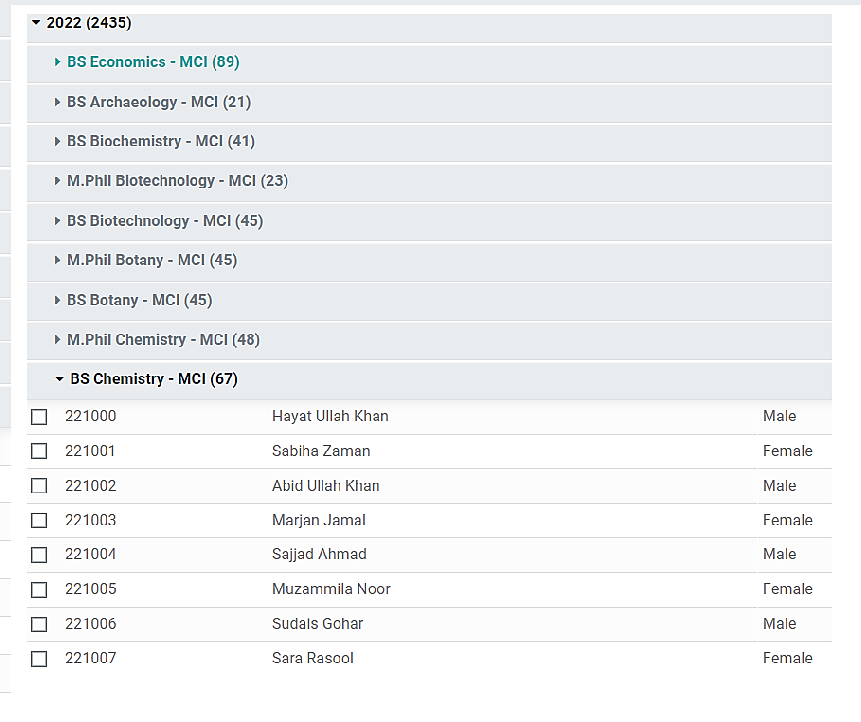 2022 (2435)
BS Economics - MCI (89)
BS Archaeology - MCI (21)
BS Biochemistry - MCI (41)
M.Phil Biotechnology - MCI (23)
BS Biotechnology - MCI (45)
M.Phil Botany - MCI (45)
BS Botany - MCI (45)
M.Phil Chemistry - MCI (48)
BS Chemistry - MCI (67)
221000 Hayat Ullah Khan Male
221001 Sabiha Zaman Female
221002 Abid Ullah Khan Male
221003 Marjan Jamal Female
221004 Sajjad Ahmad Male
221005 Muzammila Noor Female
221006 Sudais Gohar Male
221007 Sara Rasool Female